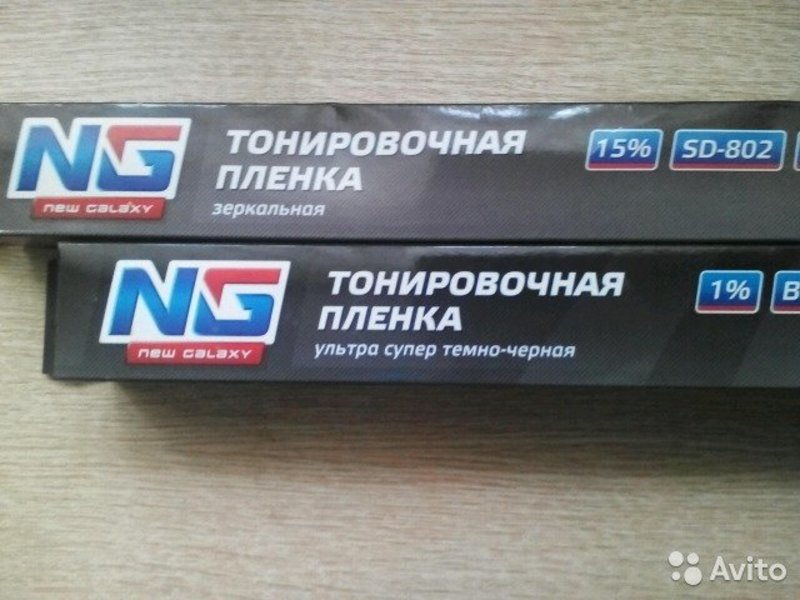 NG
new galaxy
ТОНИРОВОЧНАЯ
ПЛЕНКА
зеркальная
15% SD-802
NG
new galaxy
ТОНИРОВОЧНАЯ
ПЛЕНКА
ультра супер темно-черная
1%
Avito